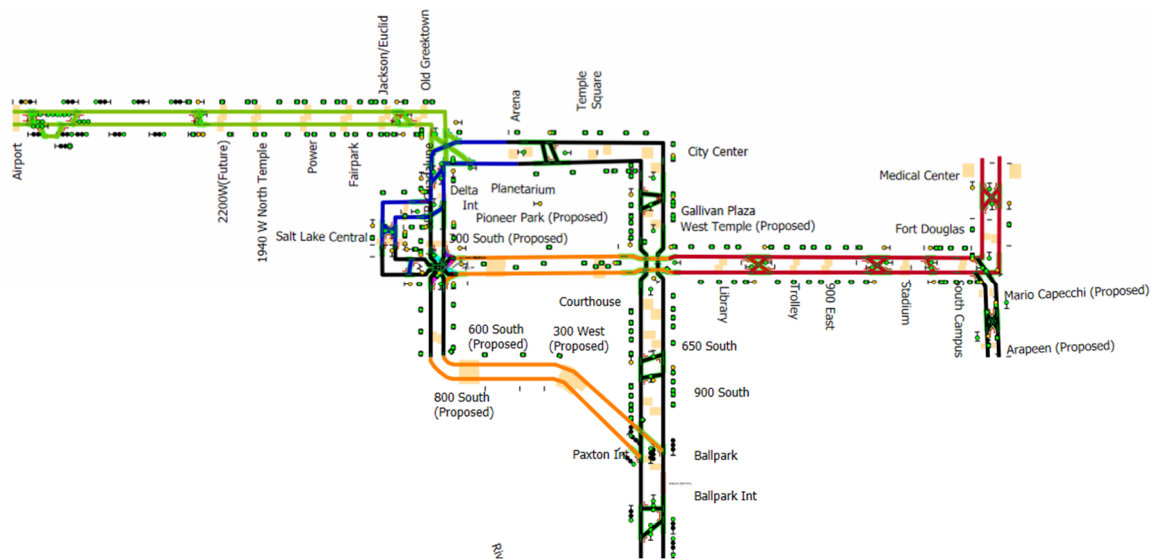 Jackson/Euclid
Old Greektown
Arena
Temple
Square
Airport
2200W(Future)
1940 W North Temple
Power
Fairpark
City Center
Delta
Int
Planetarium
Pioneer Park (Proposed)
300 South (Proposed)
Salt Lake Central
Gallivan Plaza
West Temple (Proposed)
Medical Center
Fort Douglas
Library
Trolley
900 East
Stadium
South Campus
Mario Capecchi (Proposed)
Arapeen (Proposed)
Courthouse
600 South
(Proposed)
300 West
(Proposed)
650 South
800 South
(Proposed)
900 South
Paxton Int
Ballpark
Ballpark Int